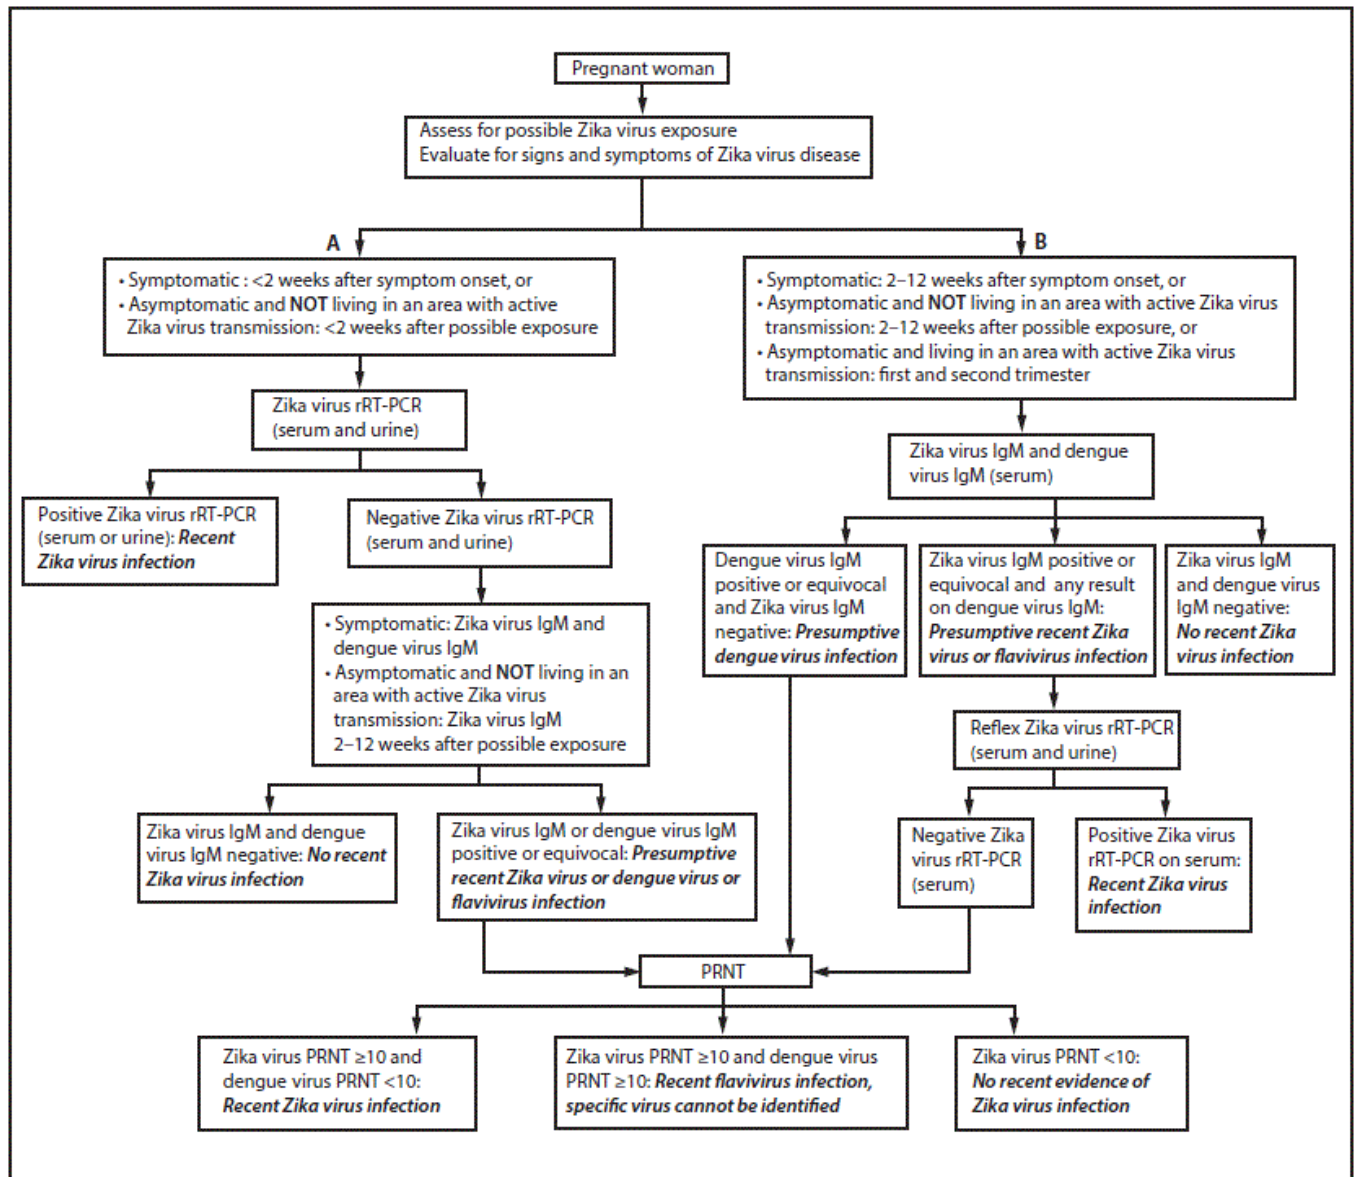 Pregnant woman
Assess for possible Zika virus exposure
Evaluate for signs and symptoms of Zika virus disease
A
• Symptomatic : <2 weeks after symptom onset, or
• Asymptomatic and NOT living in an area with active
Zika virus transmission: <2 weeks after possible exposure
B
• Symptomatic: 2–12 weeks after symptom onset, or
• Asymptomatic and NOT living in an area with active Zika virus
transmission: 2–12 weeks after possible exposure, or
• Asymptomatic and living in an area with active Zika virus
transmission: first and second trimester
Zika virus rRT-PCR
(serum and urine)
Zika virus IgM and dengue
virus IgM (serum)
Positive Zika virus rRT-PCR
(serum or urine): Recent
Zika virus infection
Negative Zika virus rRT-PCR
(serum and urine)
Dengue virus IgM
positive or equivocal
and Zika virus IgM
negative: Presumptive
dengue virus infection
Zika virus IgM positive or
equivocal and any result
on dengue virus IgM:
Presumptive recent Zika
virus or flavivirus infection
Zika virus IgM
and dengue virus
IgM negative:
No recent Zika
virus infection
• Symptomatic: Zika virus IgM and
dengue virus IgM
• Asymptomatic and NOT living in an
area with active Zika virus
transmission: Zika virus IgM
2–12 weeks after possible exposure
Reflex Zika virus rRT-PCR
(serum and urine)
Zika virus IgM and dengue
virus IgM negative: No recent
Zika virus infection
Zika virus IgM or dengue virus IgM
positive or equivocal: Presumptive
recent Zika virus or dengue virus or
flavivirus infection
Negative Zika
virus rRT-PCR
(serum)
Positive Zika virus
rRT-PCR on serum:
Recent Zika virus
infection
PRNT
Zika virus PRNT ≥10 and
dengue virus PRNT <10:
Recent Zika virus infection
Zika virus PRNT ≥10 and dengue virus
PRNT ≥10: Recent flavivirus infection,
specific virus cannot be identified
Zika virus PRNT <10:
No recent evidence of
Zika virus infection